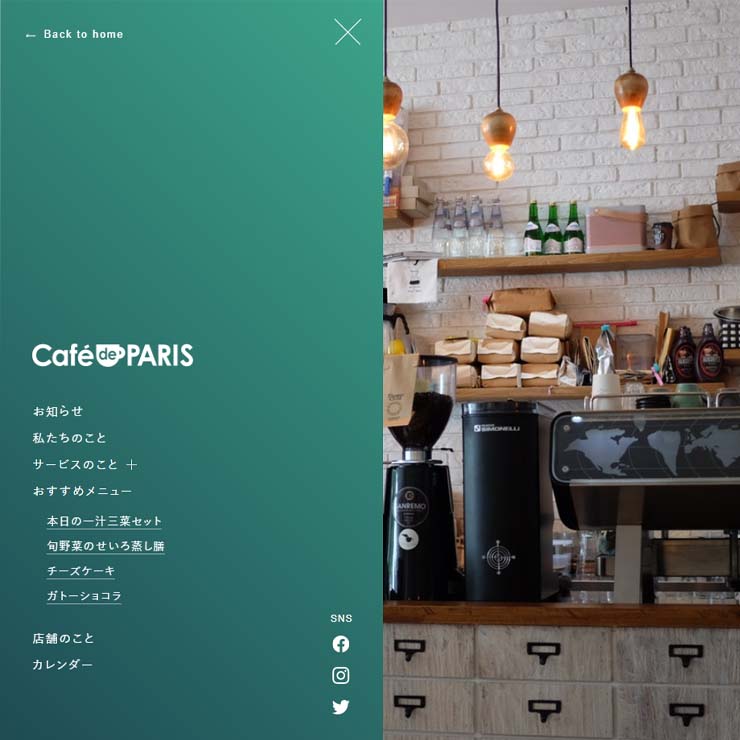 ← Back to home
Café de PARIS
お知らせ
私たちのこと
サービスのこと ＋
おすすめメニュー
本日の一汁三菜セット
旬野菜のせいろ蒸し膳
チーズケーキ
ガトーショコラ
店舗のこと
カレンダー
SNS
SIMONELLI
SANREMO